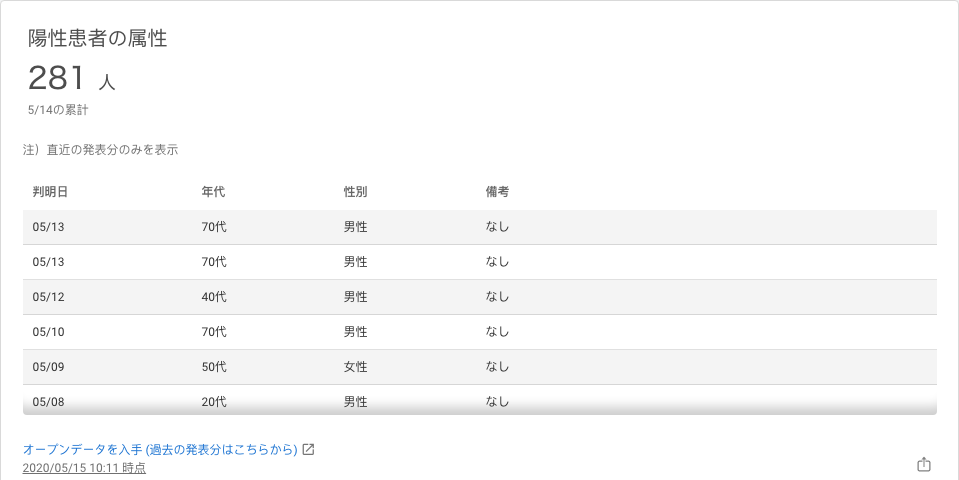 陽性患者の属性
281 人
5/14の累計
注）直近の発表分のみを表示
判明日 年代 性別 備考
05/13 70代 男性 なし
05/13 70代 男性 なし
05/12 40代 男性 なし
05/10 70代 男性 なし
05/09 50代 女性 なし
05/08 20代 男性 なし
オープンデータを入手 (過去の発表分はこちらから)
2020/05/15 10:11 時点